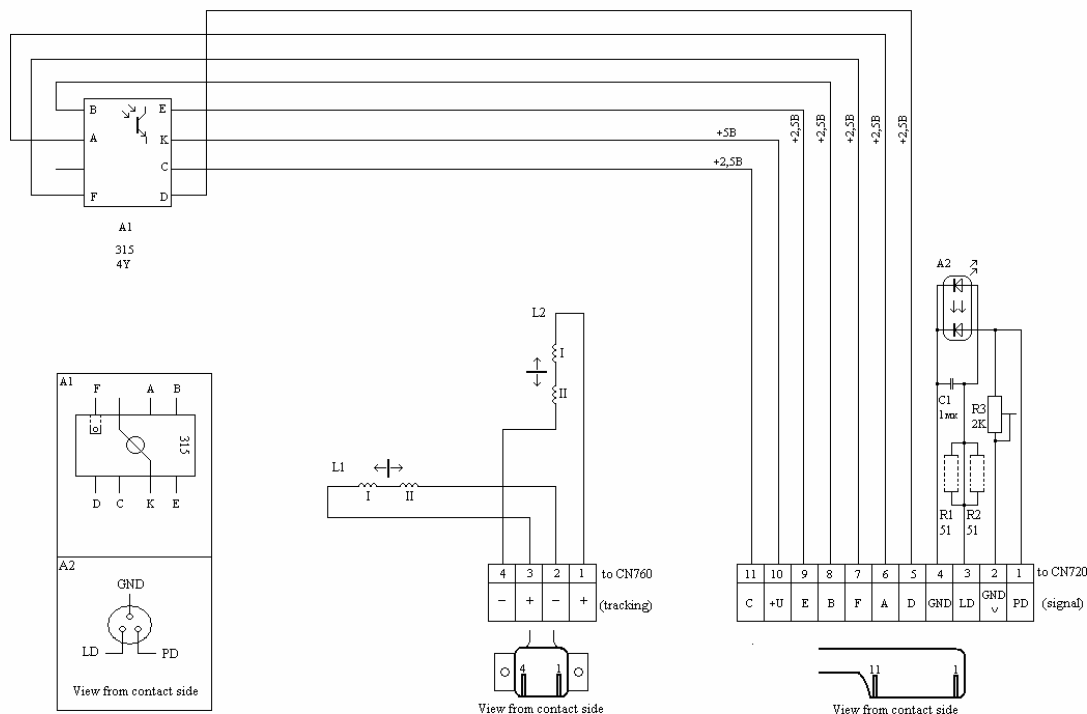 B E
A K
C
F D
A1
315
4Y
+5B
+2,5B
+2,5B
+2,5B
+2,5B
+2,5B
+2,5B
A2
C1
1мк
R3
2K
R1
51
R2
51
L2
I
II
L1
I II
4 3 2 1 to CN760
− + − + (tracking)
4 1
View from contact side
11 10 9 8 7 6 5 4 3 2 1 to CN720
C +U E B F A D GND LD GND PD (signal)
11 1
View from contact side
A1
F A B
315
D C K E
A2
GND
LD PD
View from contact side